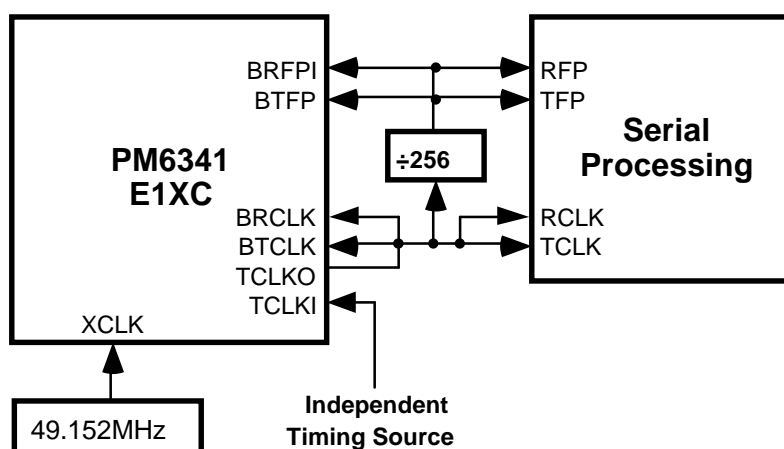 BRFPI
BTFP
PM6341
E1XC
BRCLK
BTCLK
TCLKO
TCLKI
XCLK
49.152MHz
÷256
Independent
Timing Source
RFP
TFP
Serial
Processing
RCLK
TCLK